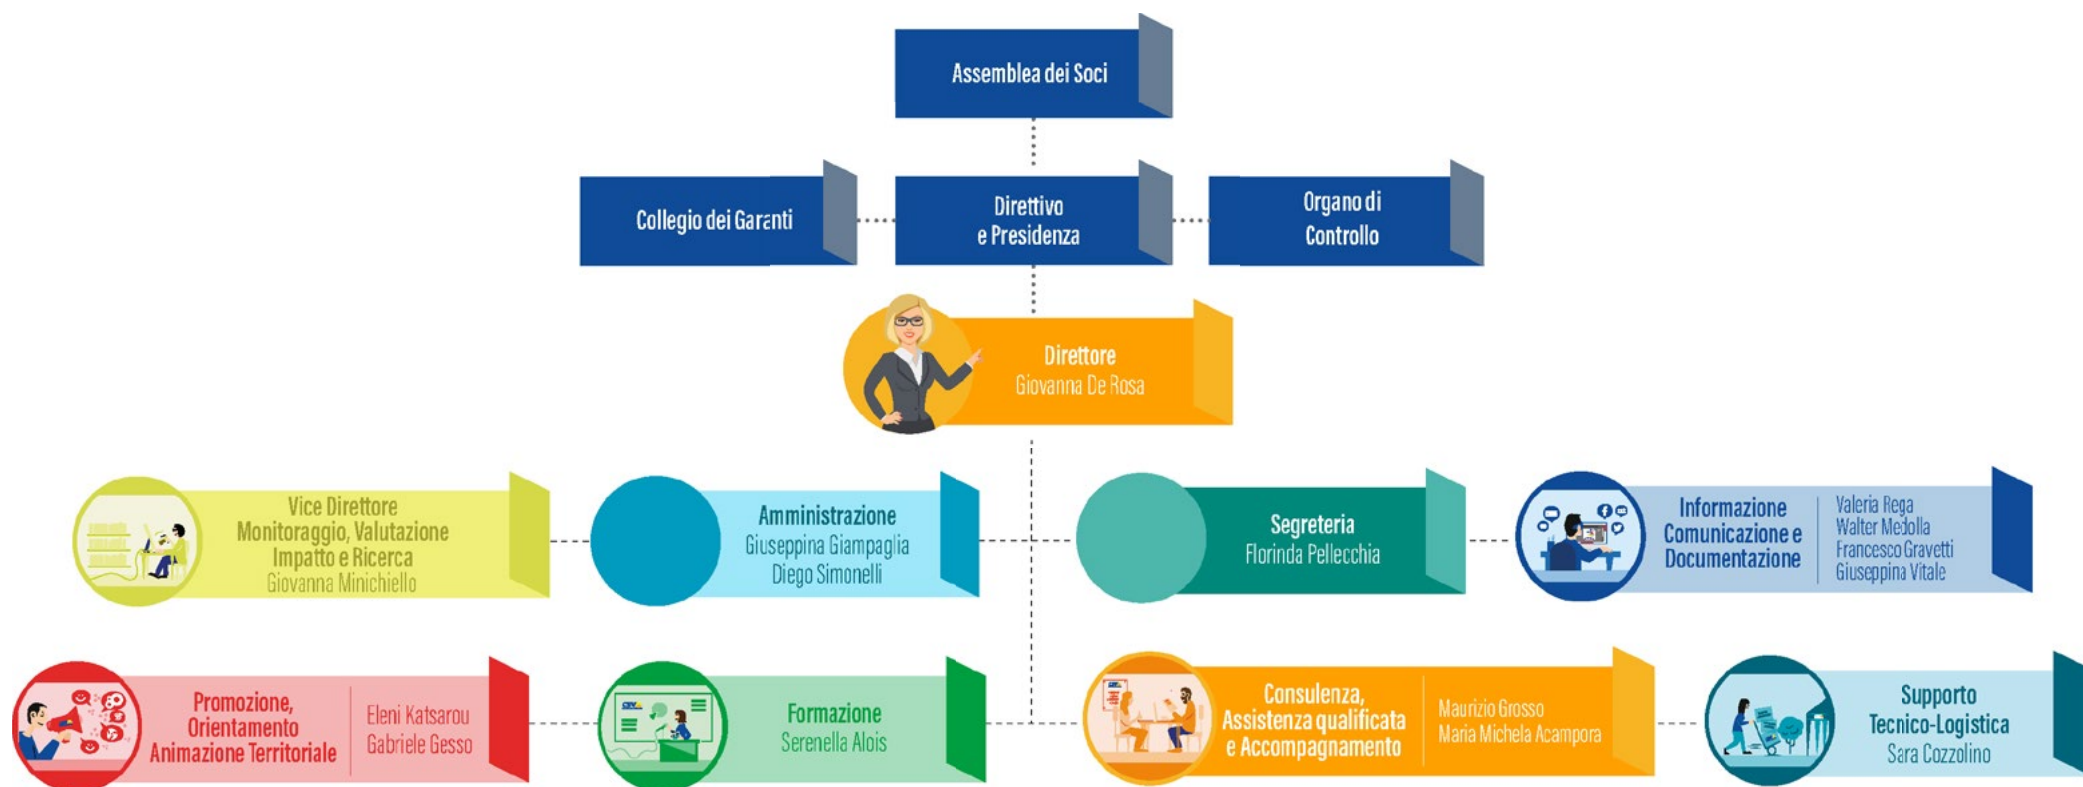 Assemblea dei Soci
Collegio dei Garanti
Direttivo
e Presidenza
Organo di
Controllo
Direttore
Giovanna De Rosa
Vice Direttore
Monitoraggio, Valutazione
Impatto e Ricerca
Giovanna Minichiello
Amministrazione
Giuseppina Giampaglia
Diego Simonelli
Segreteria
Florinda Pellecchia
Informazione
Comunicazione e
Documentazione
Valeria Rega
Walter Medolla
Francesco Gravetti
Giuseppina Vitale
Promozione,
Orientamento
Animazione Territoriale
Eleni Katsarou
Gabriele Gesso
Formazione
Serenella Alois
Consulenza,
Assistenza qualificata
e Accompagnamento
Maurizio Grosso
Maria Michela Acampora
Supporto
Tecnico-Logistica
Sara Cozzolino